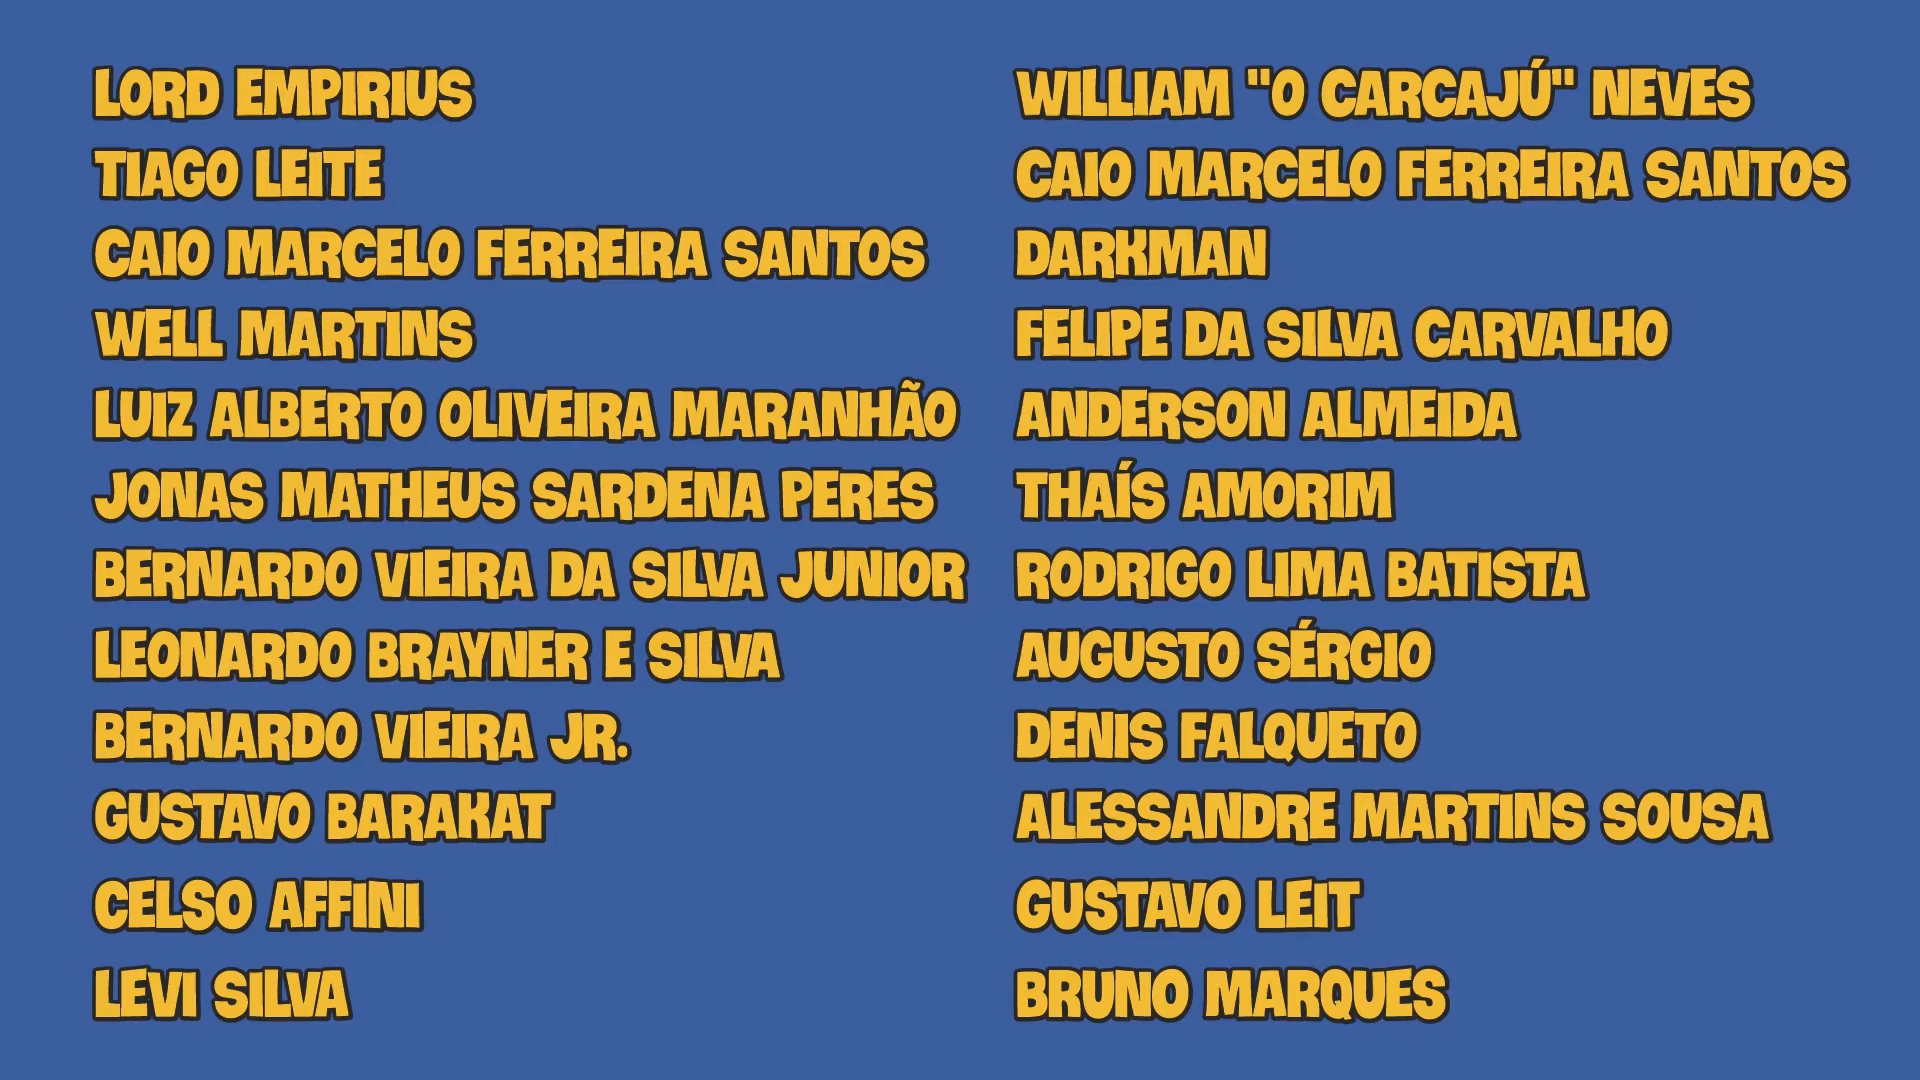 LORD EMPIRIUS
TIAGO LEITE
CAIO MARCELO FERREIRA SANTOS
WELL MARTINS
LUIZ ALBERTO OLIVEIRA MARANHÃO
JONAS MATHEUS SARDENA PERES
BERNARDO VIEIRA DA SILVA JUNIOR
LEONARDO BRAYNER E SILVA
BERNARDO VIEIRA JR.
GUSTAVO BARAKAT
CELSO AFFINI
LEVI SILVA
WILLIAM "O CARCAJÚ" NEVES
CAIO MARCELO FERREIRA SANTOS
DARKMAN
FELIPE DA SILVA CARVALHO
ANDERSON ALMEIDA
THAÍS AMORIM
RODRIGO LIMA BATISTA
AUGUSTO SÉRGIO
DENIS FALQUETO
ALESSANDRE MARTINS SOUSA
GUSTAVO LEIT
BRUNO MARQUES